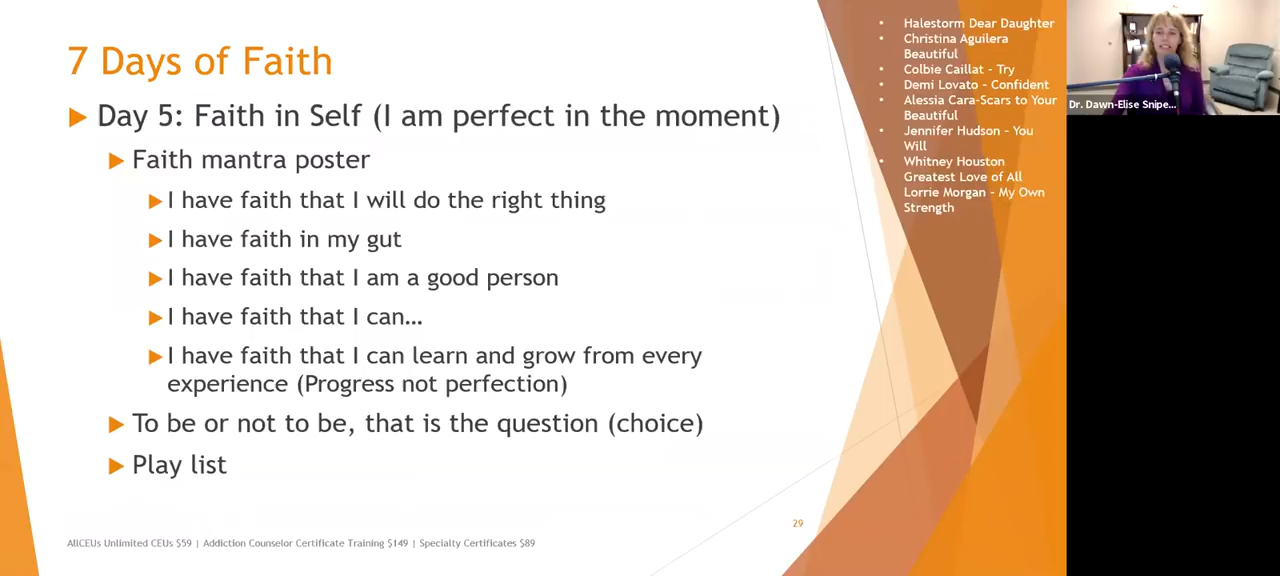 7 Days of Faith
Day 5: Faith in Self (I am perfect in the moment)
Faith mantra poster
I have faith that I will do the right thing
I have faith in my gut
I have faith that I am a good person
I have faith that I can…
I have faith that I can learn and grow from every
experience (Progress not perfection)
To be or not to be, that is the question (choice)
Play list
29
AllCEUs Unlimited CEUs $59 | Addiction Counselor Certificate Training $149 | Specialty Certificates $89
• Halestorm Dear Daughter
• Christina Aguilera
Beautiful
• Colbie Caillat - Try
• Demi Lovato - Confident
• Alessia Cara-Scars to Your
Beautiful
• Jennifer Hudson - You
Will
• Whitney Houston
Greatest Love of All
Lorrie Morgan - My Own
Strength
Dr. Dawn-Elise Snipe...